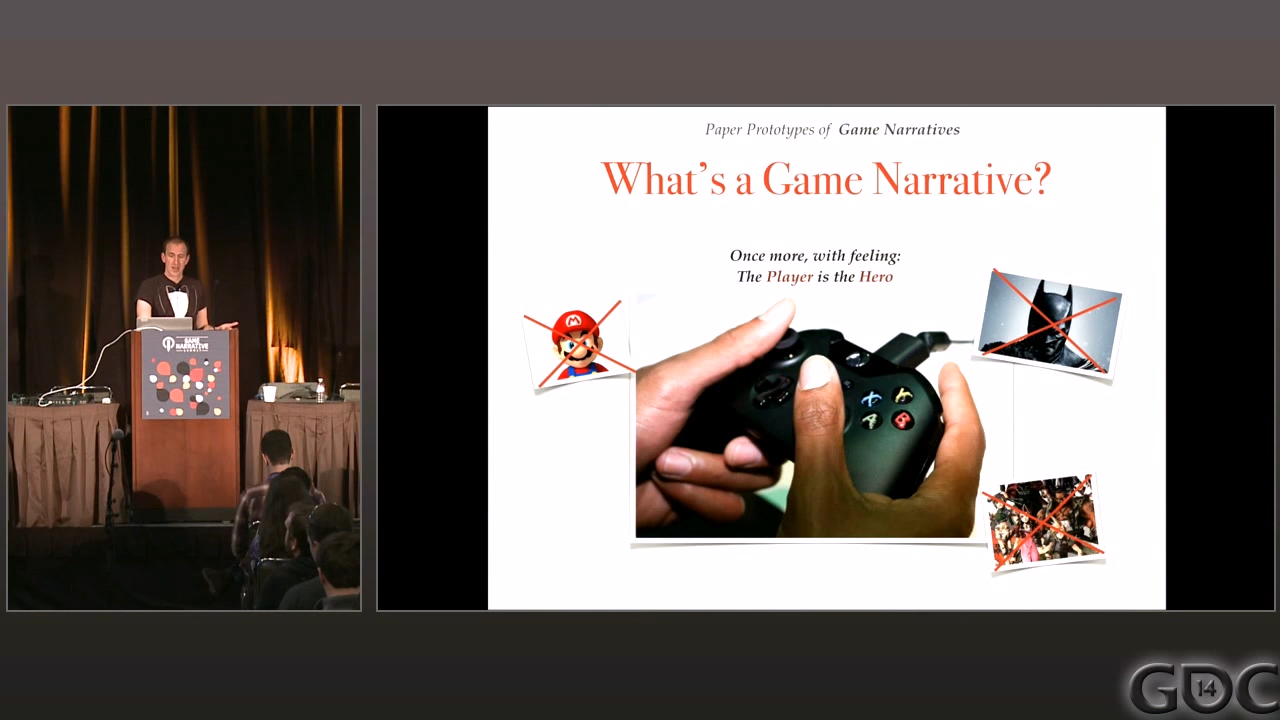 Paper Prototypes of Game Narratives
What's a Game Narrative?
Once more, with feeling:
The Player is the Hero
M
X
Y
A
B
GAME
NARRATIVE
SUMMIT
GDC
14